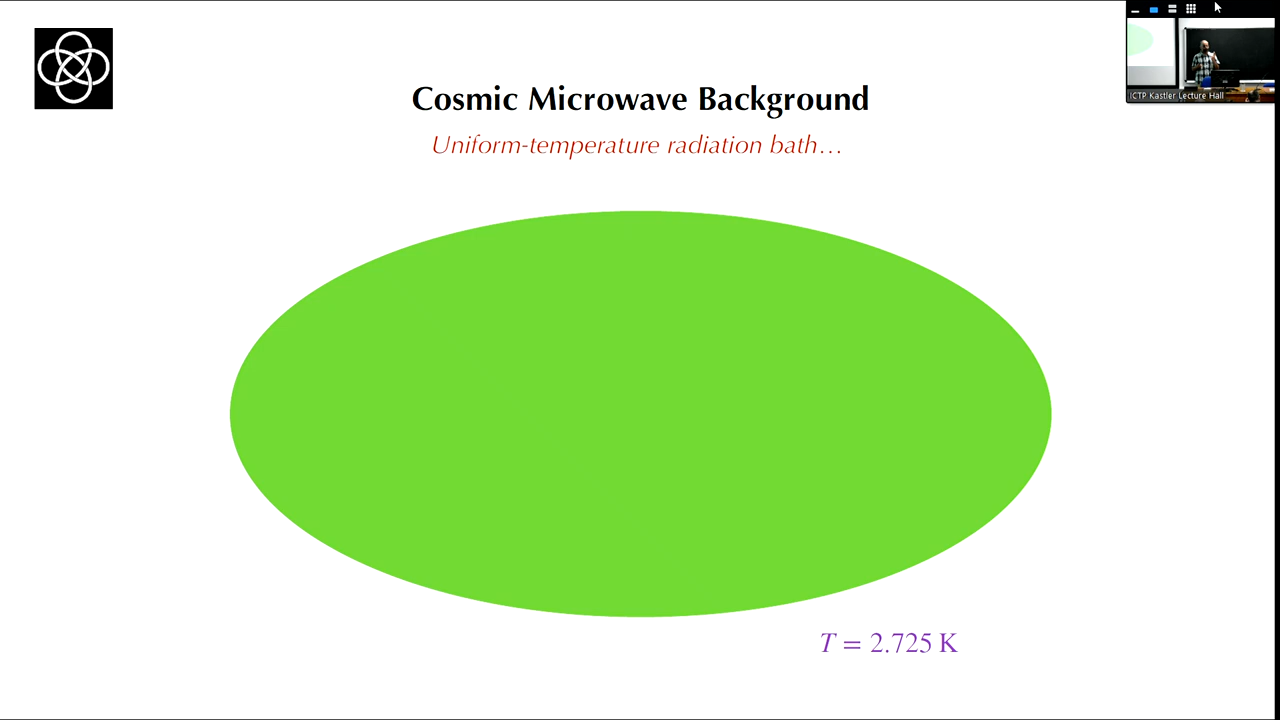 Cosmic Microwave Background
Uniform-temperature radiation bath...
T = 2.725 K
ICTP Kastler Lecture Hall